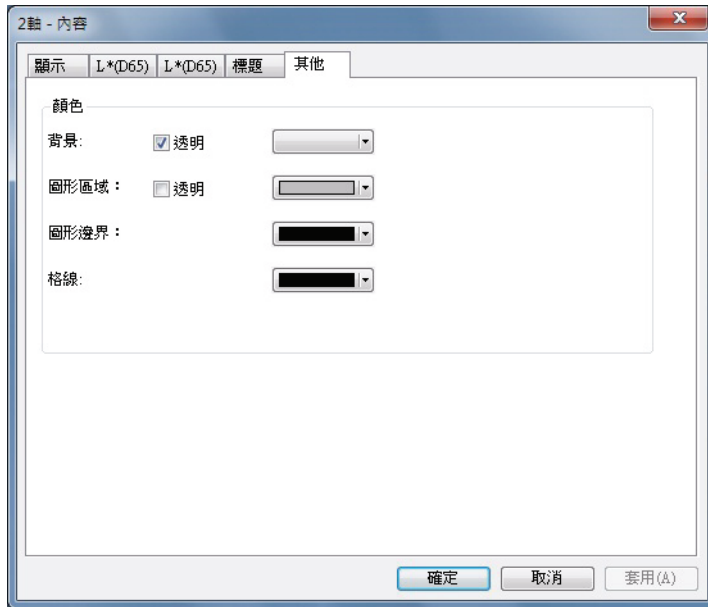 2軸 - 內容
顯示 L*(D65) L*(D65) 標題 其他
顏色
背景: 透明
圖形區域： 透明
圖形邊界：
格線:
確定 取消 套用(A)